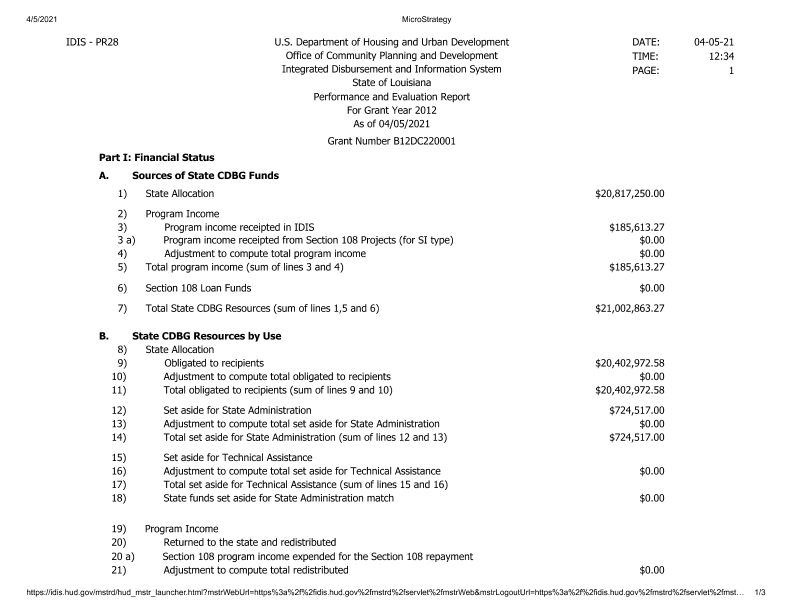 4/5/2021 MicroStrategy
IDIS - PR28 U.S. Department of Housing and Urban Development DATE: 04-05-21
Office of Community Planning and Development TIME: 12:34
Integrated Disbursement and Information System PAGE: 1
State of Louisiana
Performance and Evaluation Report
For Grant Year 2012
As of 04/05/2021
Grant Number B12DC220001
Part I: Financial Status
A. Sources of State CDBG Funds
1) State Allocation $20,817,250.00
2) Program Income
3) Program income receipted in IDIS $185,613.27
3 a) Program income receipted from Section 108 Projects (for SI type) $0.00
4) Adjustment to compute total program income $0.00
5) Total program income (sum of lines 3 and 4) $185,613.27
6) Section 108 Loan Funds $0.00
7) Total State CDBG Resources (sum of lines 1,5 and 6) $21,002,863.27
B. State CDBG Resources by Use
8) State Allocation
9) Obligated to recipients $20,402,972.58
10) Adjustment to compute total obligated to recipients $0.00
11) Total obligated to recipients (sum of lines 9 and 10) $20,402,972.58
12) Set aside for State Administration $724,517.00
13) Adjustment to compute total set aside for State Administration $0.00
14) Total set aside for State Administration (sum of lines 12 and 13) $724,517.00
15) Set aside for Technical Assistance
16) Adjustment to compute total set aside for Technical Assistance $0.00
17) Total set aside for Technical Assistance (sum of lines 15 and 16)
18) State funds set aside for State Administration match $0.00
19) Program Income
20) Returned to the state and redistributed
20 a) Section 108 program income expended for the Section 108 repayment
21) Adjustment to compute total redistributed $0.00
https://idis.hud.gov/mstrd/hud_mstr_launcher.html?mstrWebUrl=https%3a%2f%2fidis.hud.gov%2fmstrd%2fservlet%2fmstrWeb&mstrLogoutUrl=https%3a%2f%2fidis.hud.gov%2fmstrd%2fservlet%2fmst… 1/3